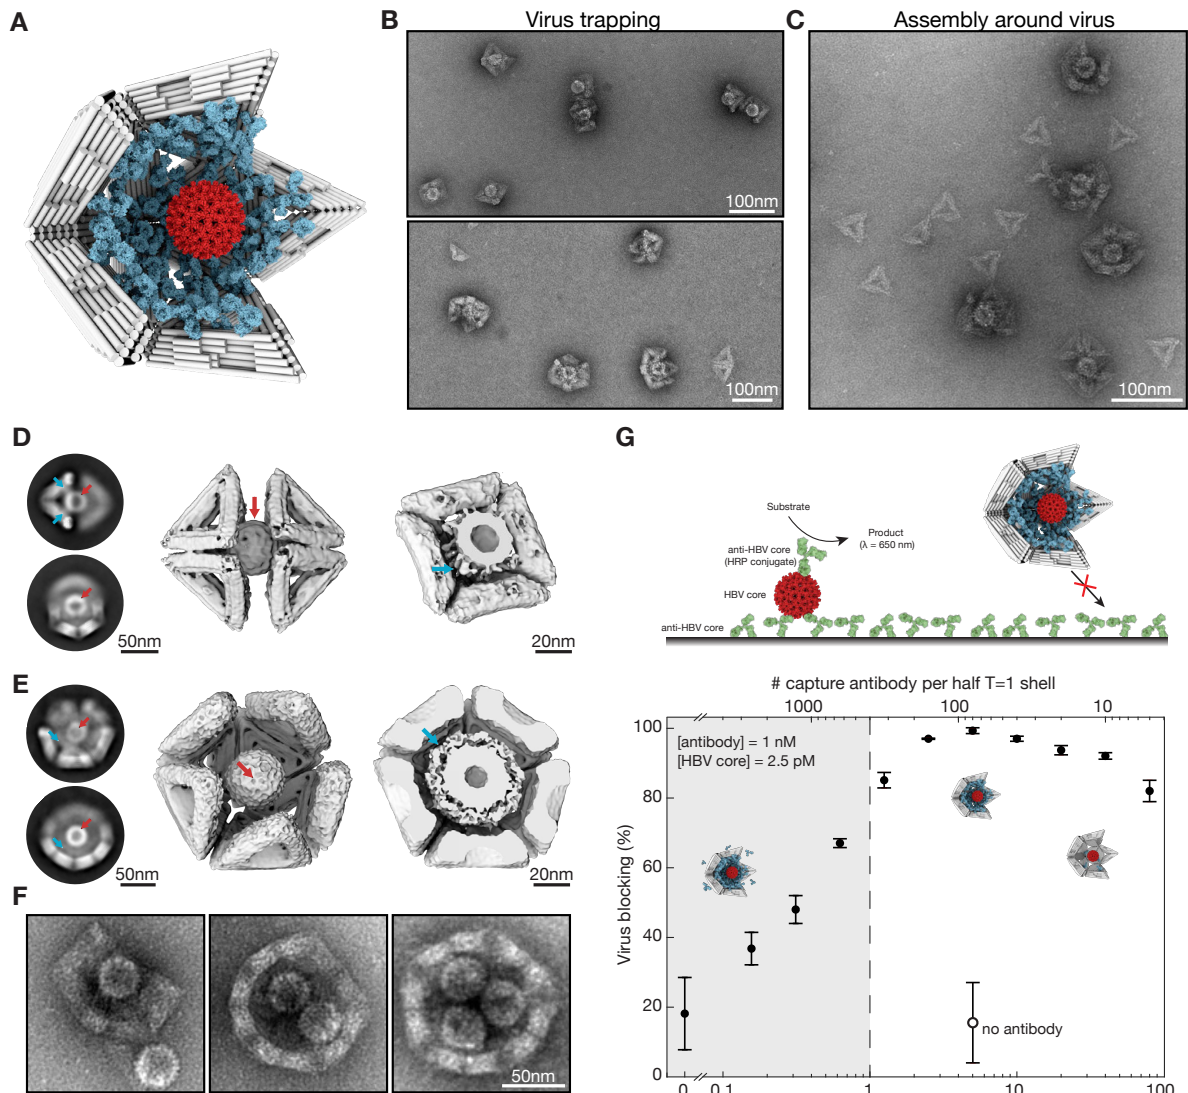 A
B
Virus trapping
C
Assembly around virus
100nm
100nm
100nm
D
50nm
20nm
E
50nm
20nm
F
50nm
G
Substrate
Product
(λ = 650 nm)
anti-HBV core
(HRP conjugate)
HBV core
anti-HBV core
# capture antibody per half T=1 shell
1000
100
10
[antibody] = 1 nM
[HBV core] = 2.5 pM
Virus blocking (%)
100
80
60
40
20
0
no antibody
0
0.1
1
10
100